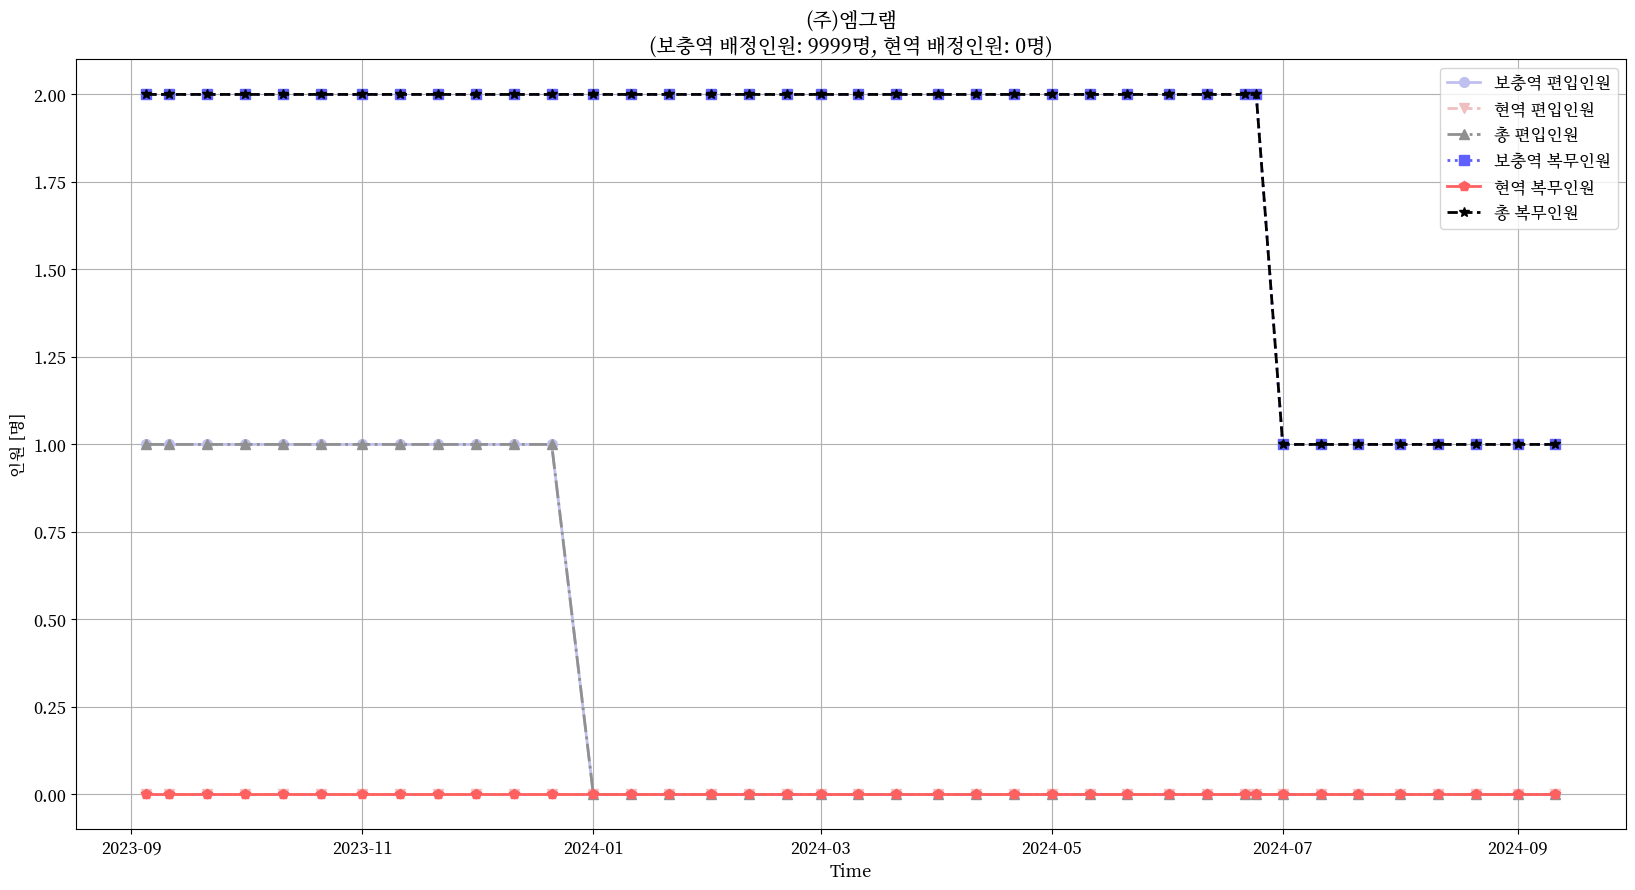 (주)엠그램
(보충역 배정인원: 9999명, 현역 배정인원: 0명)
보충역 편입인원
현역 편입인원
총 편입인원
보충역 복무인원
현역 복무인원
총 복무인원
인원 [명]
2.00
1.75
1.50
1.25
1.00
0.75
0.50
0.25
0.00
2023-09 2023-11 2024-01 2024-03 2024-05 2024-07 2024-09
Time